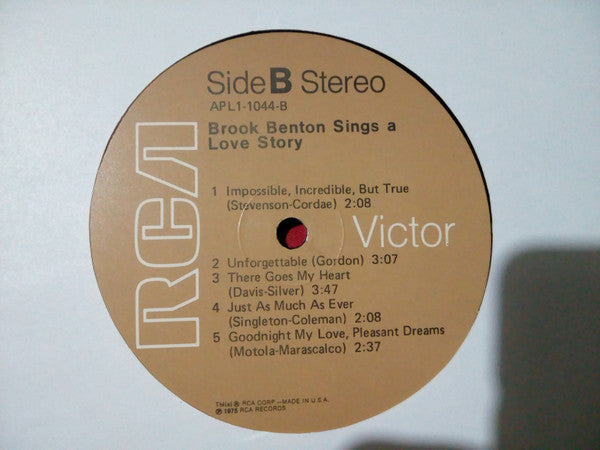 Side B Stereo
APL1-1044-B
Brook Benton Sings a
Love Story
RCA
Victor
1 Impossible, Incredible, But True
(Stevenson-Cordae) 2:08
2 Unforgettable (Gordon) 3:07
3 There Goes My Heart
(Davis-Silver) 3:47
4 Just As Much As Ever
(Singleton-Coleman) 2:08
5 Goodnight My Love, Pleasant Dreams
(Motola-Marascalco) 2:37
TM(s) ® RCA CORP.—MADE IN U.S.A.
℗ 1975 RCA RECORDS